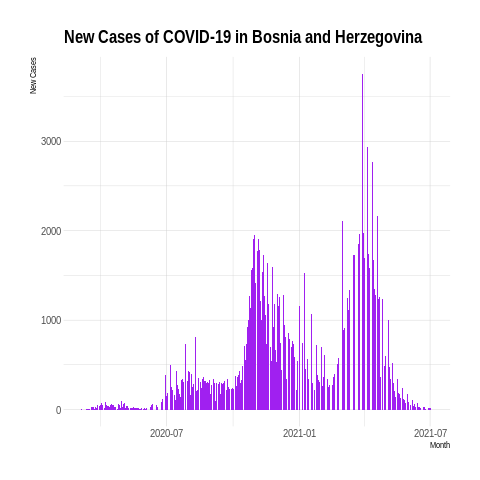 New Cases of COVID-19 in Bosnia and Herzegovina
New Cases
3000
2000
1000
0
2020-07
2021-01
2021-07
Month